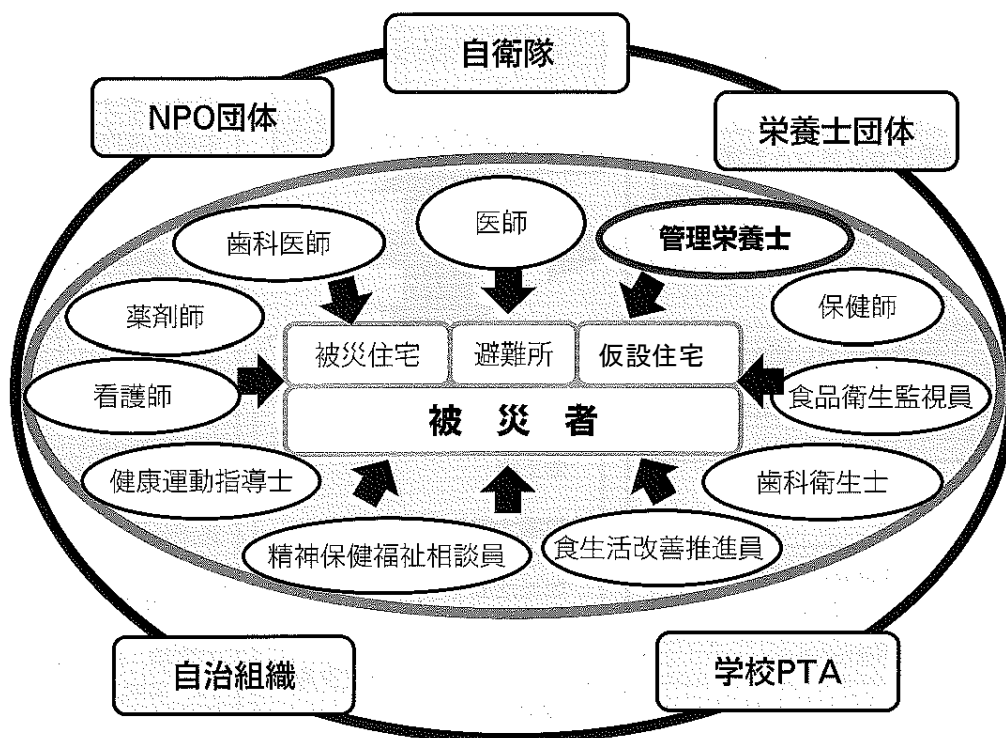 自衛隊
NPO団体
栄養士団体
医師
管理栄養士
歯科医師
保健師
薬剤師
被災住宅
避難所
仮設住宅
看護師
食品衛生監視員
被災者
健康運動指導士
歯科衛生士
精神保健福祉相談員
食生活改善推進員
自治組織
学校PTA